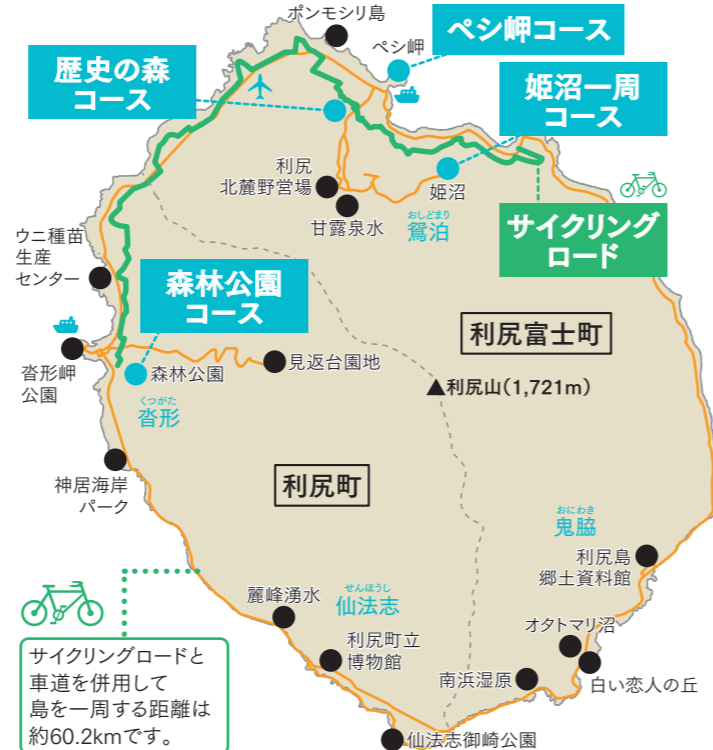 ポンモシリ島
ペシ岬
ペシ岬コース
歴史の森
コース
姫沼一周
コース
利尻
北麓野営場
甘露泉水
姫沼
おしどまり
鴛泊
サイクリング
ロード
ウニ種苗
生産
センター
森林公園
コース
利尻富士町
沓形岬
公園
森林公園
見返台園地
▲利尻山(1,721m)
くつがた
沓形
神居海岸
パーク
利尻町
おにわき
鬼脇
利尻島
郷土資料館
麗峰湧水
せんほうし
仙法志
オタトマリ沼
利尻町立
博物館
南浜湿原
白い恋人の丘
仙法志御崎公園
サイクリングロードと
車道を併用して
島を一周する距離は
約60.2kmです。